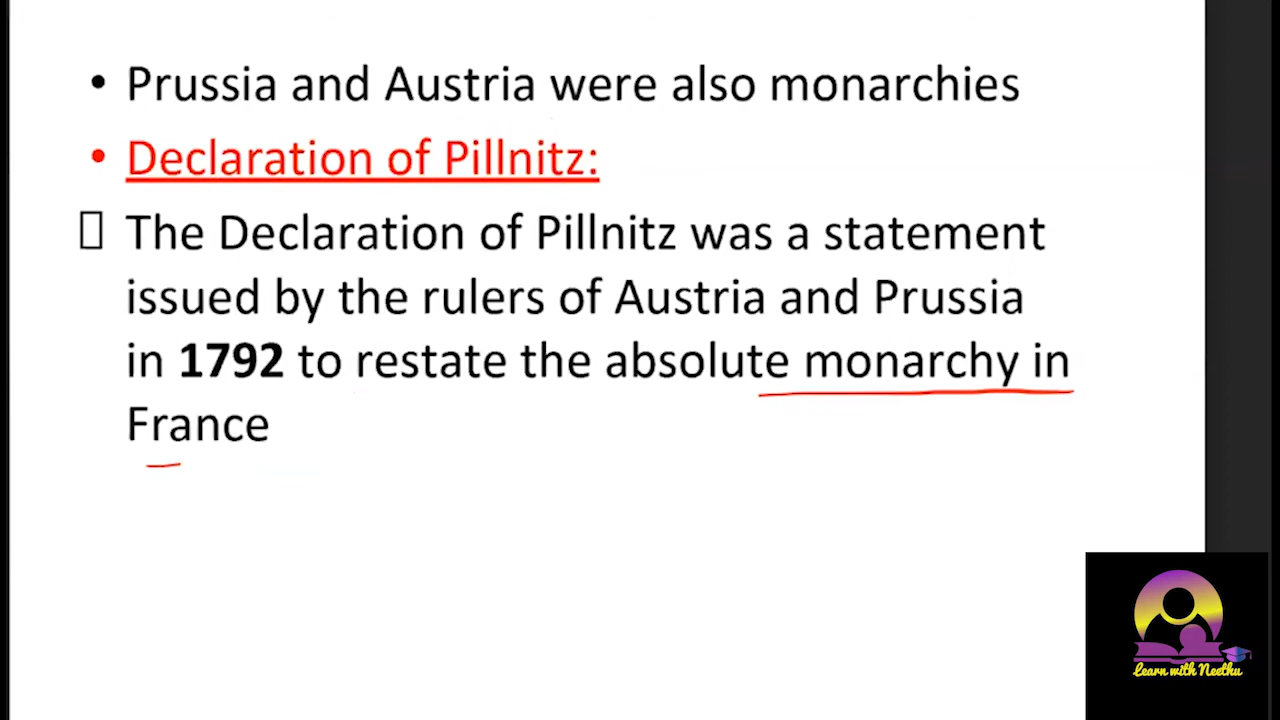 • Prussia and Austria were also monarchies
• Declaration of Pillnitz:
The Declaration of Pillnitz was a statement
issued by the rulers of Austria and Prussia
in 1792 to restate the absolute monarchy in
France
Learn with Neethu